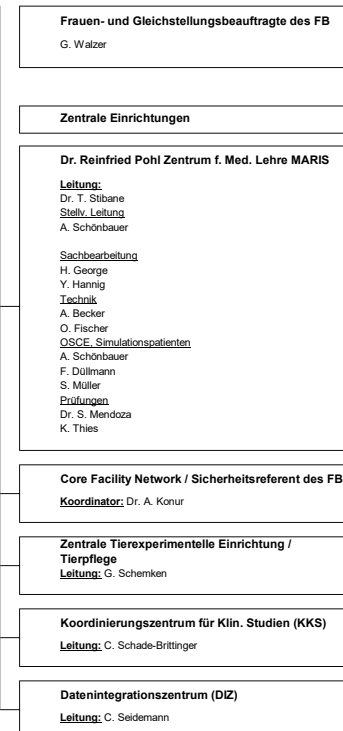 Frauen- und Gleichstellungsbeauftragte des FB
G. Walzer
Zentrale Einrichtungen
Dr. Reinfried Pohl Zentrum f. Med. Lehre MARIS
Leitung:
Dr. T. Stibane
Stellv. Leitung
A. Schönbauer
Sachbearbeitung
H. George
Y. Hannig
Technik
A. Becker
O. Fischer
OSCE, Simulationspatienten
A. Schönbauer
F. Düllmann
S. Müller
Prüfungen
Dr. S. Mendoza
K. Thies
Core Facility Network / Sicherheitsreferent des FB
Koordinator: Dr. A. Konur
Zentrale Tierexperimentelle Einrichtung /
Tierpflege
Leitung: G. Schemken
Koordinierungszentrum für Klin. Studien (KKS)
Leitung: C. Schade-Brittinger
Datenintegrationszentrum (DIZ)
Leitung: C. Seidemann